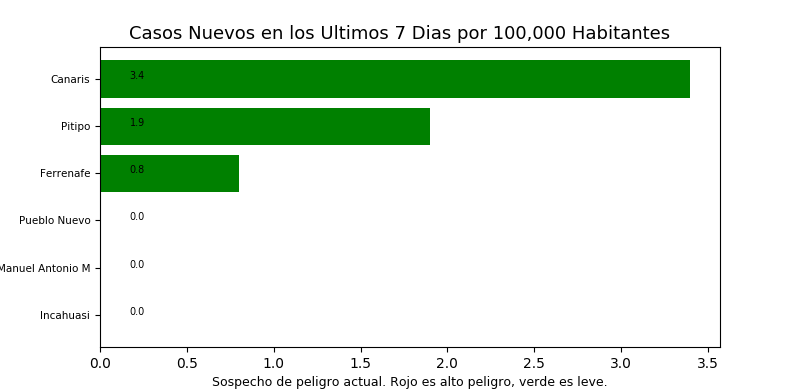 Casos Nuevos en los Ultimos 7 Dias por 100,000 Habitantes
Canaris 3.4
Pitipo 1.9
Ferrenafe 0.8
Pueblo Nuevo 0.0
Manuel Antonio M 0.0
Incahuasi 0.0
0.0 0.5 1.0 1.5 2.0 2.5 3.0 3.5
Sospecho de peligro actual. Rojo es alto peligro, verde es leve.